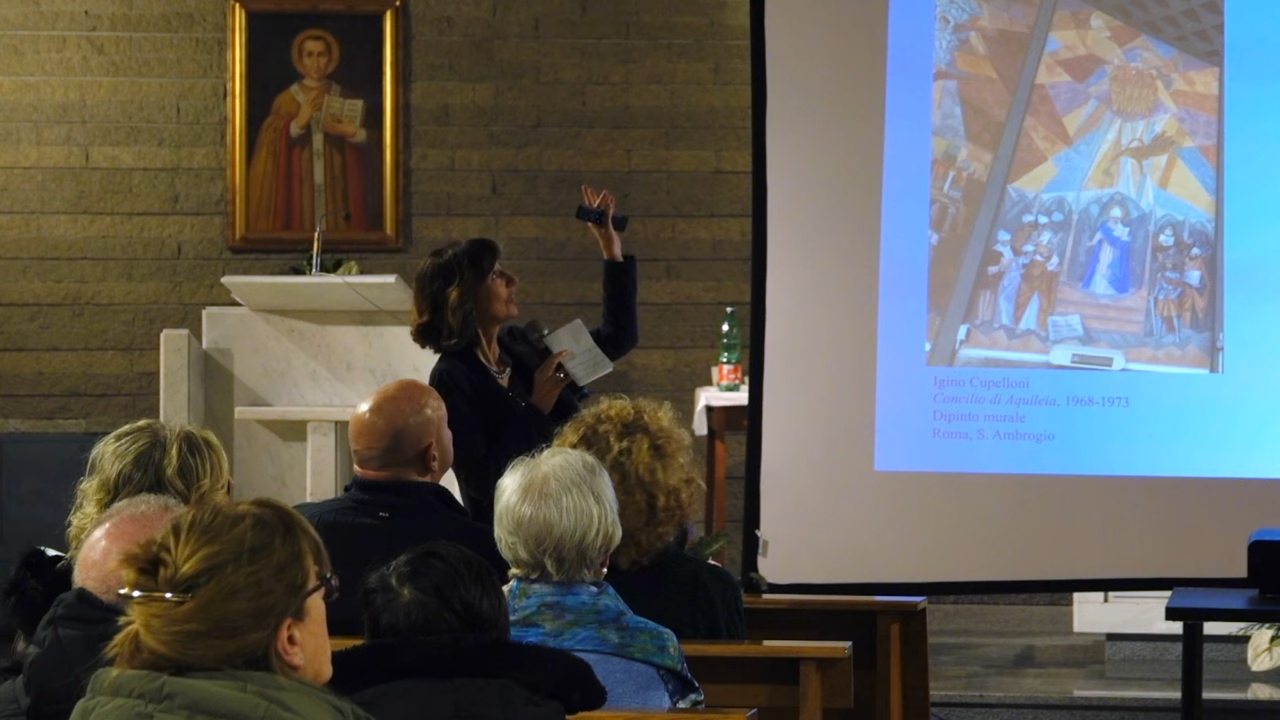 Igino Cupelloni
Concilio di Aquileia, 1968-1973
Dipinto murale
Roma, S. Ambrogio